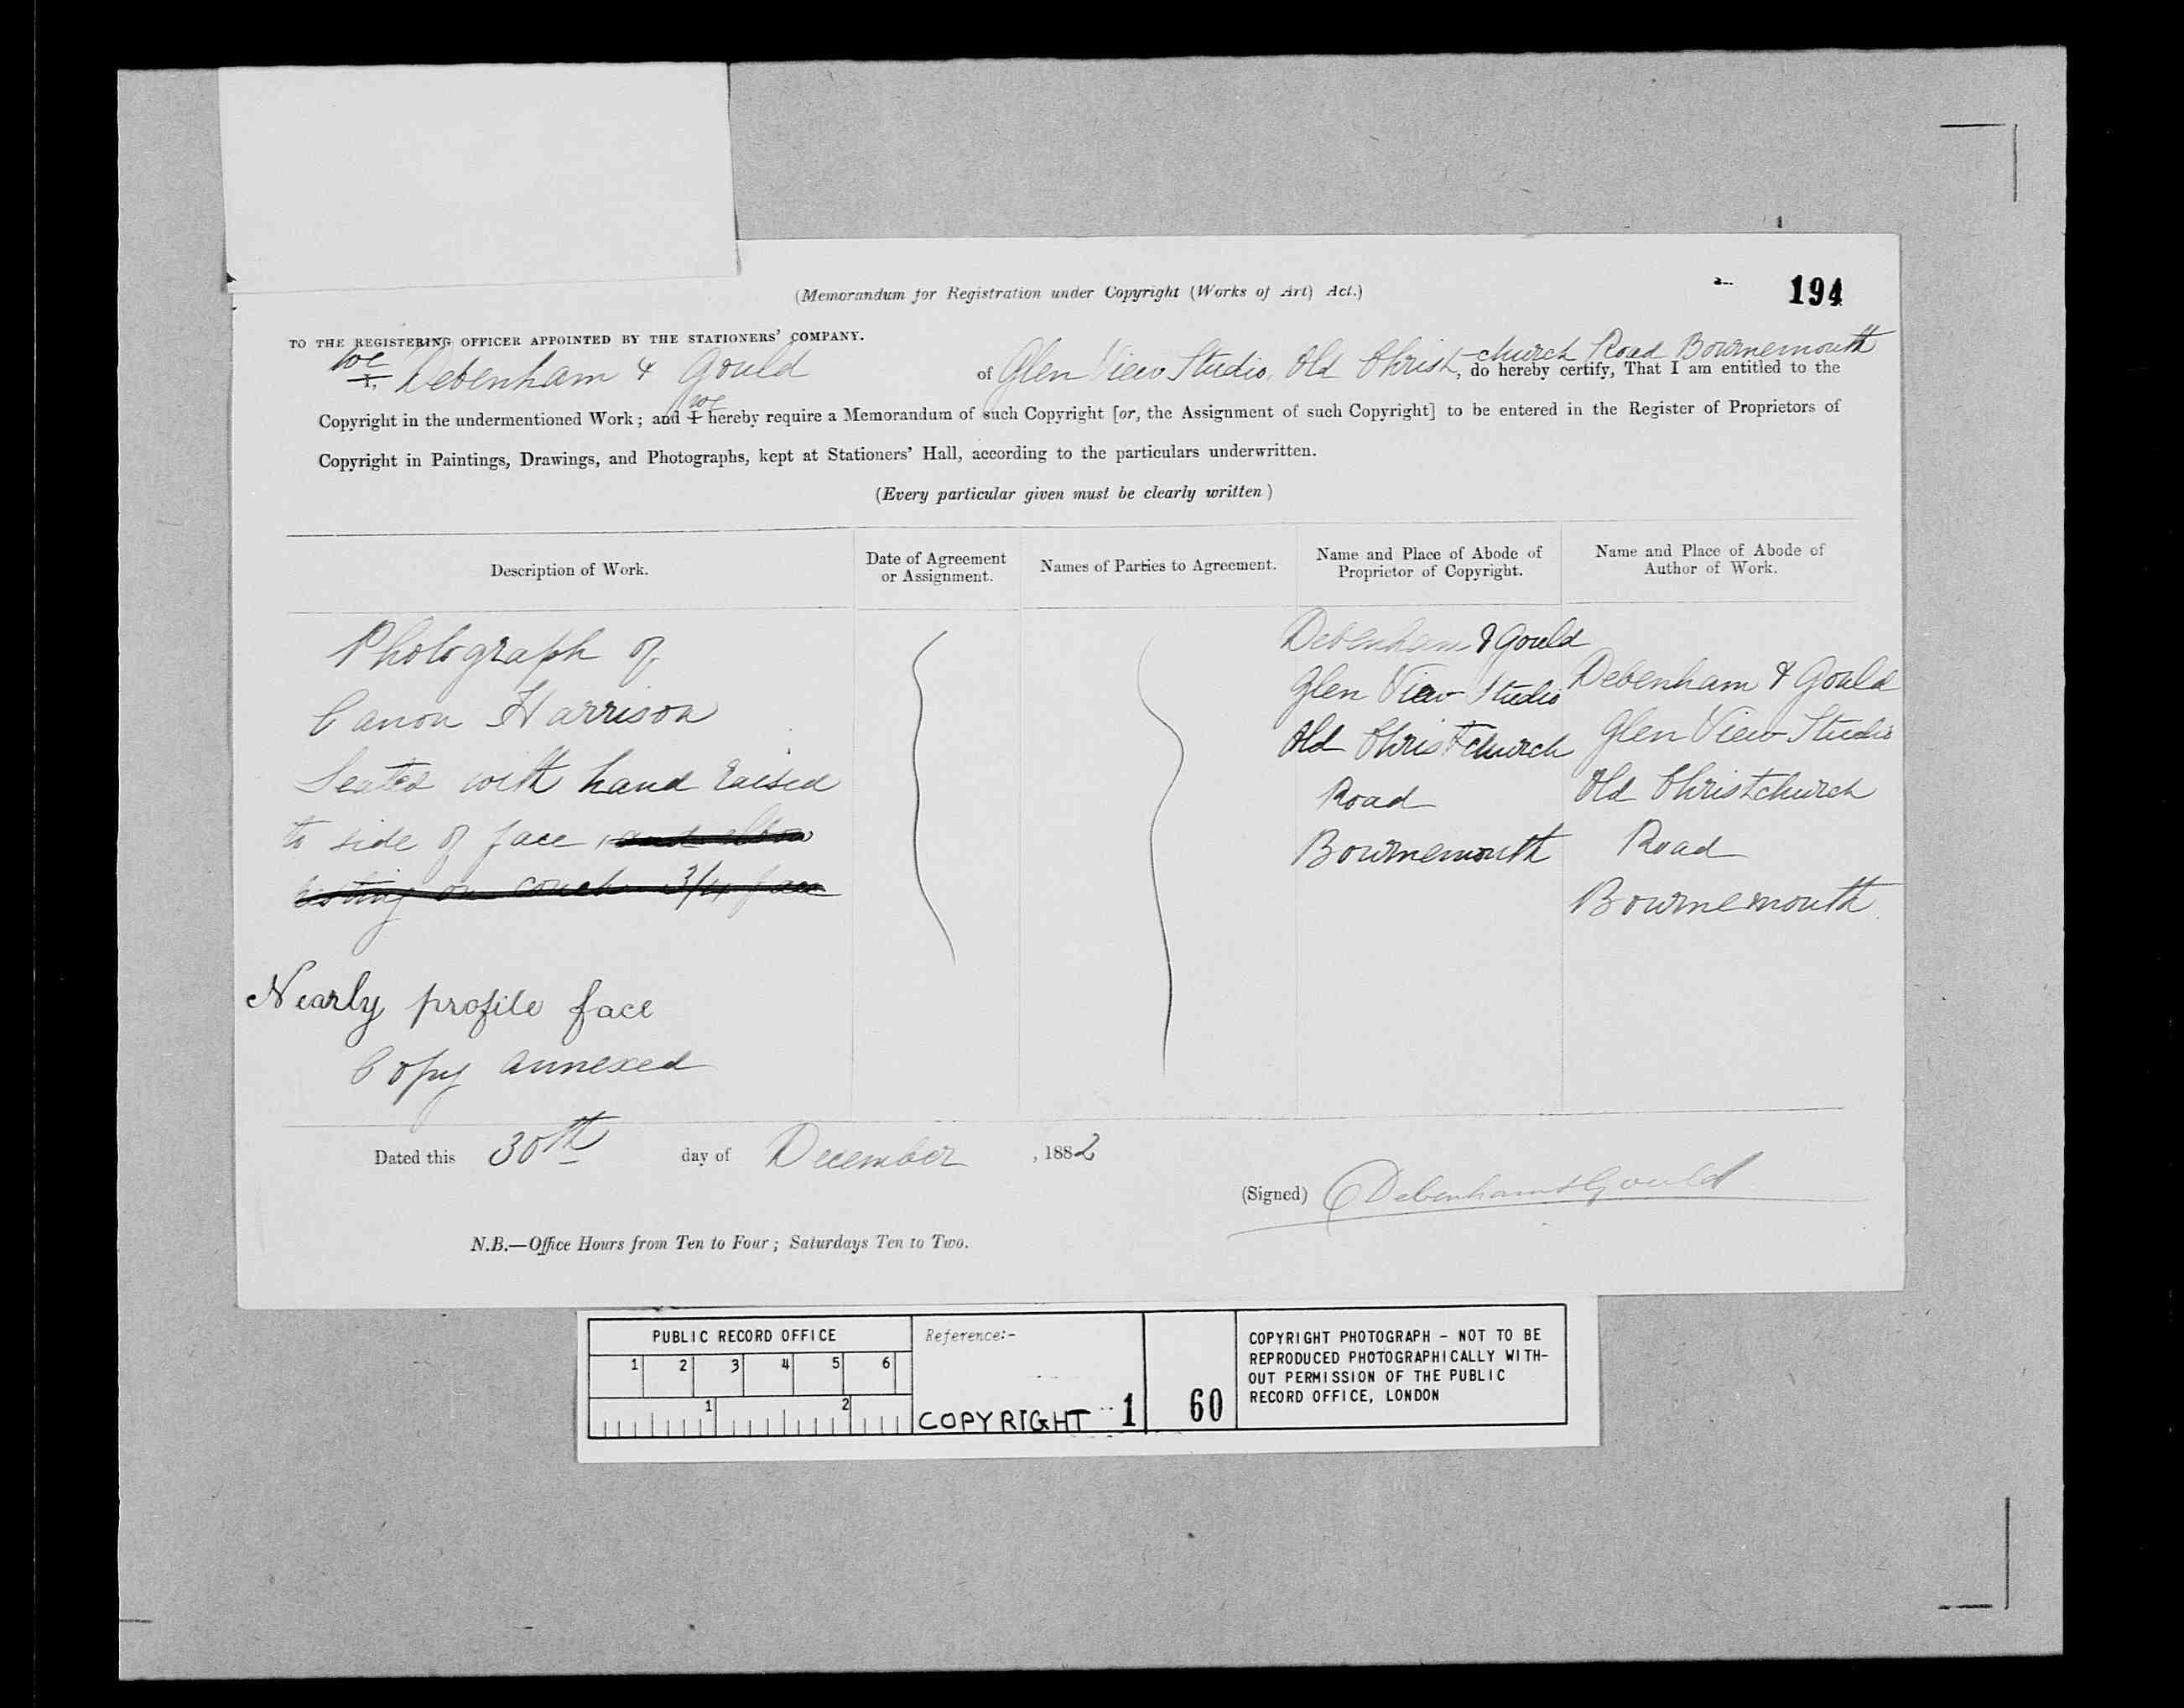 (Memorandum for Registration under Copyright (Works of Art) Act.)
194
TO THE REGISTERING OFFICER APPOINTED BY THE STATIONERS' COMPANY.
We
I, Debenham & Gould of Glen View Studio, Old Christ-church Road Bournemouth, do hereby certify, That I am entitled to the
we
Copyright in the undermentioned Work; and I hereby require a Memorandum of such Copyright [or, the Assignment of such Copyright] to be entered in the Register of Proprietors of
Copyright in Paintings, Drawings, and Photographs, kept at Stationers' Hall, according to the particulars underwritten.
(Every particular given must be clearly written)
Description of Work.
Date of Agreement
or Assignment.
Names of Parties to Agreement.
Name and Place of Abode of
Proprietor of Copyright.
Name and Place of Abode of
Author of Work.
Photograph of
Canon Harrison
Seated with hand raised
to side of face, and elbow
resting on couch 3/4 face
Nearly profile face
Copy annexed
Debenham & Gould
Glen View Studio
Old Christchurch
Road
Bournemouth
Debenham & Gould
Glen View Studio
Old Christchurch
Road
Bournemouth
Dated this 30th day of December, 1882
(Signed) Debenham & Gould
N.B.—Office Hours from Ten to Four; Saturdays Ten to Two.
PUBLIC RECORD OFFICE
1 2 3 4 5 6
1 2
Reference:-
COPYRIGHT 1 60
COPYRIGHT PHOTOGRAPH - NOT TO BE
REPRODUCED PHOTOGRAPHICALLY WITH-
OUT PERMISSION OF THE PUBLIC
RECORD OFFICE, LONDON